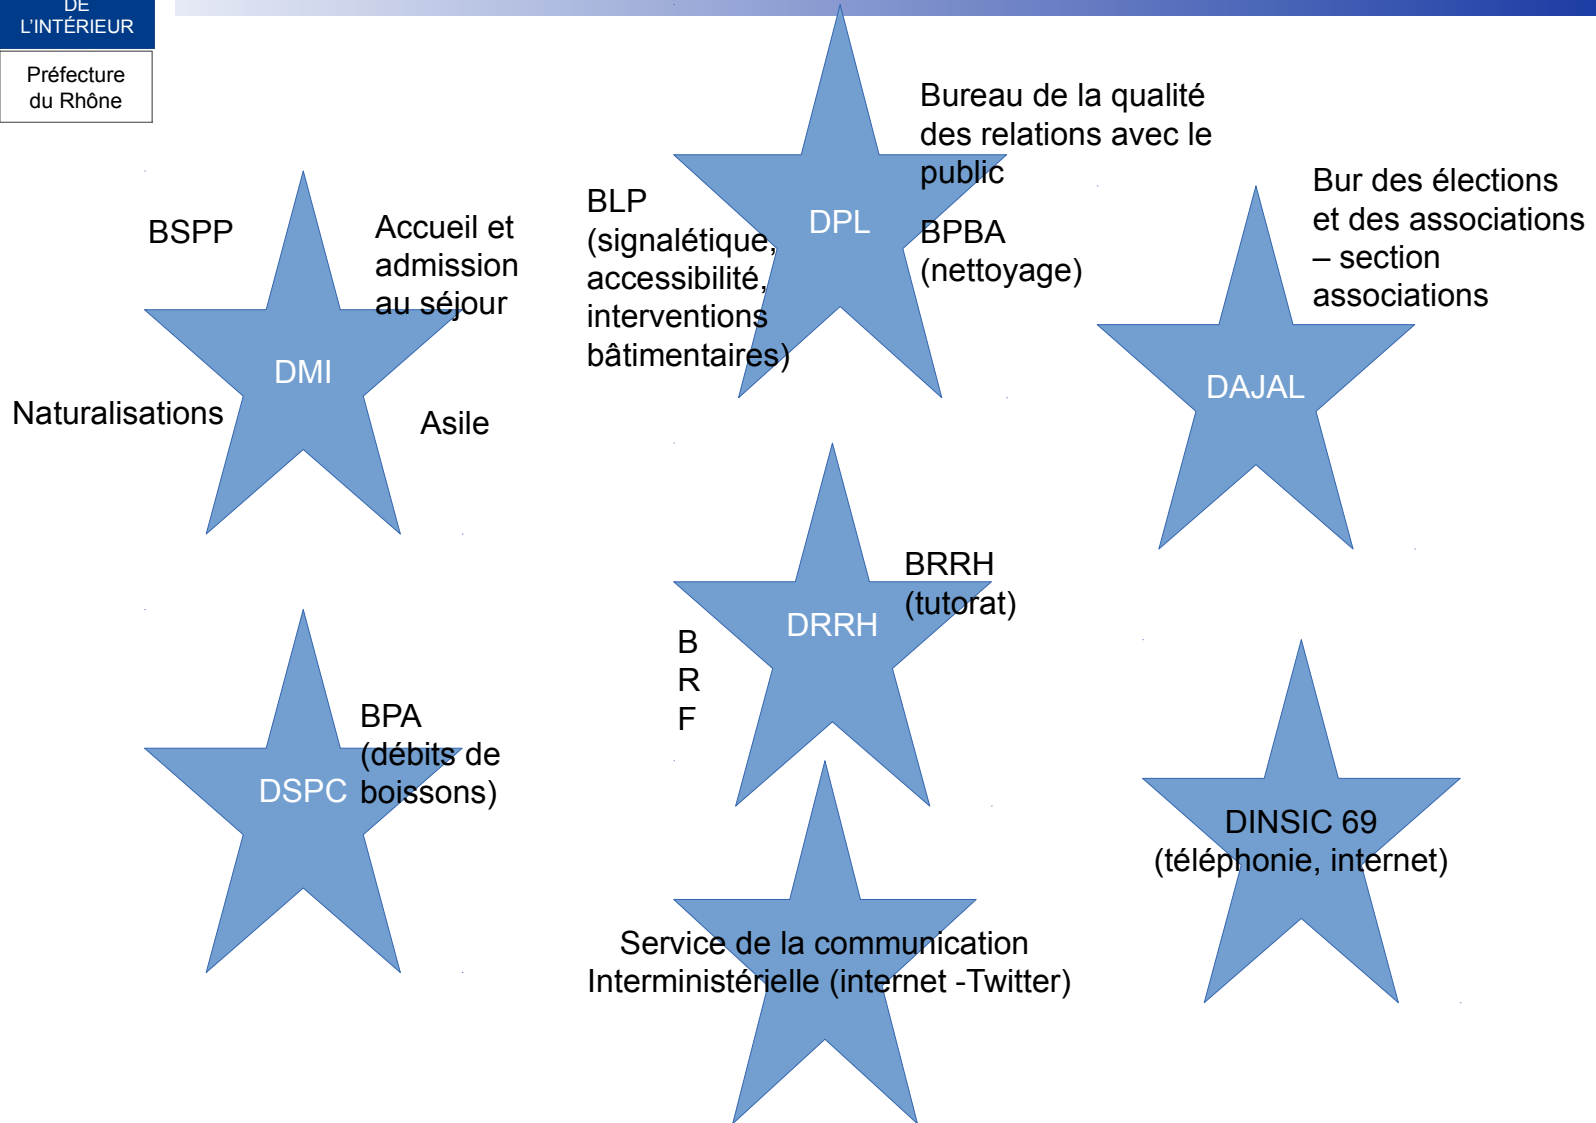 DE
L'INTÉRIEUR
Préfecture
du Rhône
BSPP
Accueil et
admission
au séjour
DMI
Naturalisations
Asile
BLP
(signalétique,
accessibilité,
interventions
bâtimentaires)
DPL
Bureau de la qualité
des relations avec le
public
BPBA
(nettoyage)
Bur des élections
et des associations
– section
associations
DAJAL
BRRH
(tutorat)
DRRH
B
R
F
BPA
(débits de
boissons)
DSPC
DINSIC 69
(téléphonie, internet)
Service de la communication
Interministérielle (internet -Twitter)